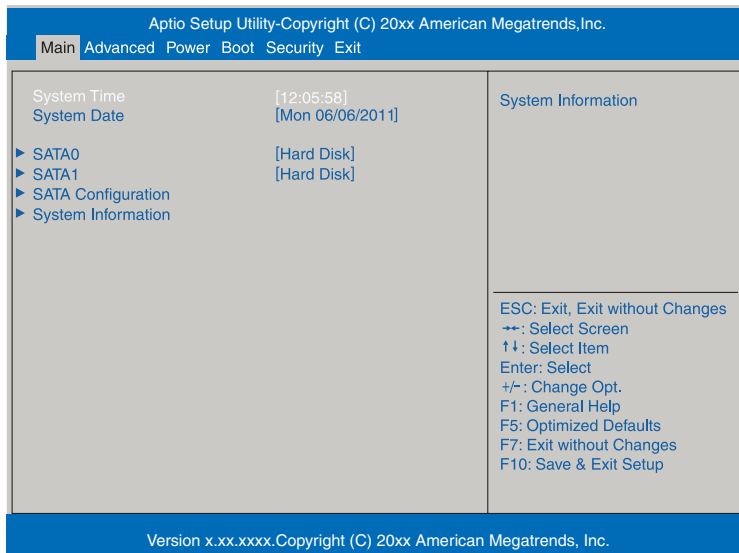 Aptio Setup Utility-Copyright (C) 20xx American Megatrends,Inc.
Main Advanced Power Boot Security Exit
System Time [12:05:58]
System Date [Mon 06/06/2011]
▶ SATA0 [Hard Disk]
▶ SATA1 [Hard Disk]
▶ SATA Configuration
▶ System Information
System Information
ESC: Exit, Exit without Changes
→←: Select Screen
↑↓: Select Item
Enter: Select
+/-: Change Opt.
F1: General Help
F5: Optimized Defaults
F7: Exit without Changes
F10: Save & Exit Setup
Version x.xx.xxxx.Copyright (C) 20xx American Megatrends, Inc.